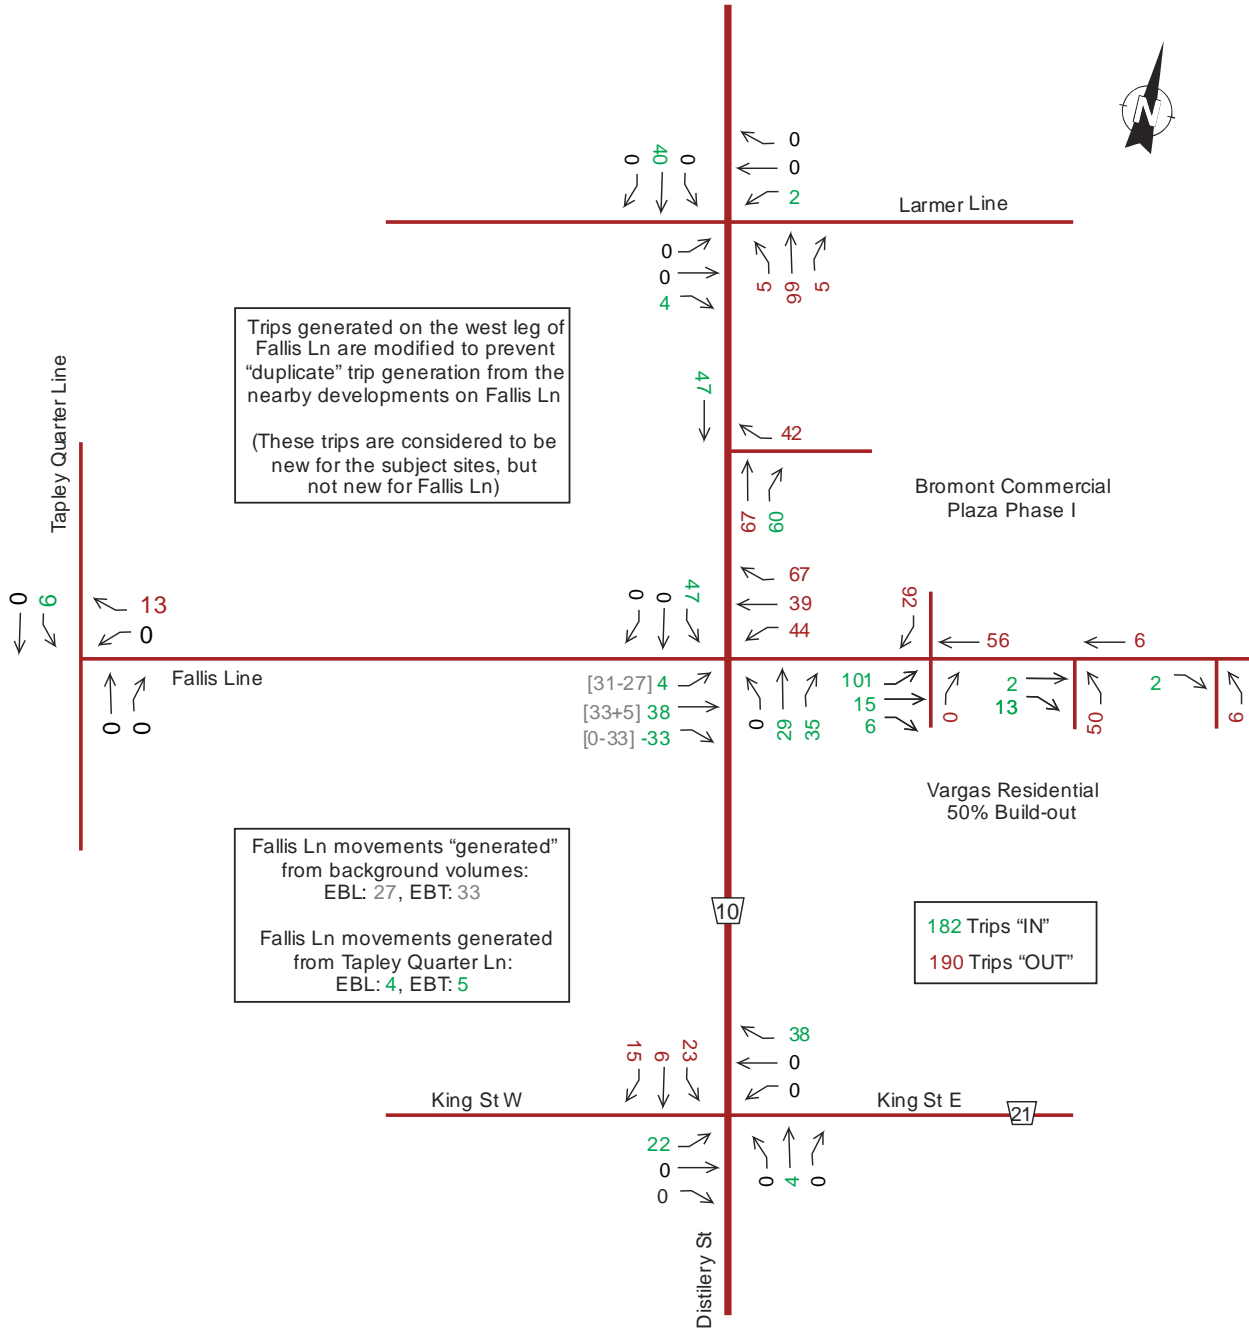 0
40
0
0
0
2
Larmer Line
0
0
4
5
99
5
Trips generated on the west leg of
Fallis Ln are modified to prevent
“duplicate” trip generation from the
nearby developments on Fallis Ln
(These trips are considered to be
new for the subject sites, but
not new for Fallis Ln)
Tapley Quarter Line
47
42
67
60
Bromont Commercial
Plaza Phase I
0
9
13
0
0
0
Fallis Line
0
0
47
67
39
44
92
56
6
[31-27] 4
[33+5] 38
[0-33] -33
0
29
35
101
15
6
0
2
13
50
2
6
Vargas Residential
50% Build-out
Fallis Ln movements “generated”
from background volumes:
EBL: 27, EBT: 33
Fallis Ln movements generated
from Tapley Quarter Ln:
EBL: 4, EBT: 5
10
182 Trips “IN”
190 Trips “OUT”
15
6
23
38
0
0
King St W
King St E
21
22
0
0
0
4
0
Distillery St
N